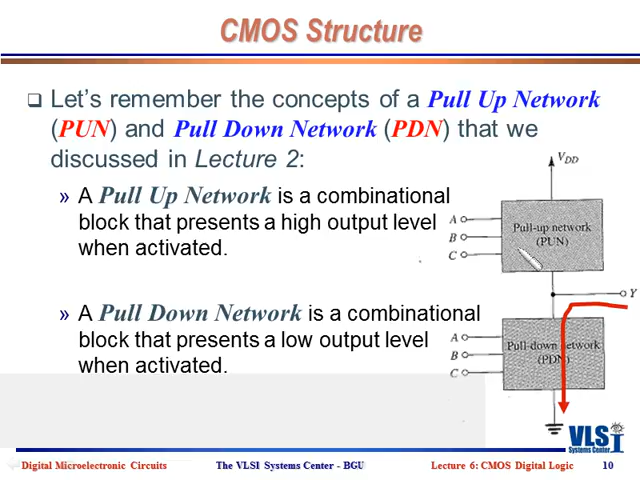 CMOS Structure
Let's remember the concepts of a Pull Up Network
(PUN) and Pull Down Network (PDN) that we
discussed in Lecture 2:
» A Pull Up Network is a combinational
block that presents a high output level
when activated.
» A Pull Down Network is a combinational
block that presents a low output level
when activated.
VDD
A
B
C
Pull-up network
(PUN)
Y
A
B
C
Pull-down network
(PDN)
VLSI
Systems Center
Digital Microelectronic Circuits
The VLSI Systems Center - BGU
Lecture 6: CMOS Digital Logic
10